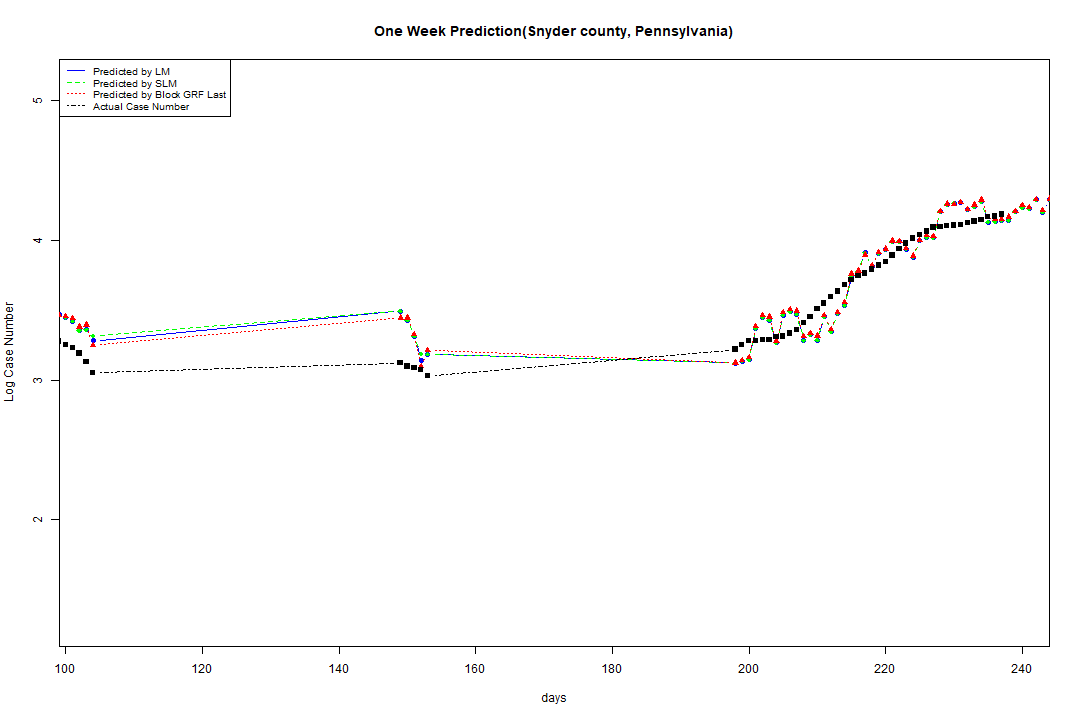 One Week Prediction(Snyder county, Pennsylvania)
Predicted by LM
Predicted by SLM
Predicted by Block GRF Last
Actual Case Number
5
4
3
2
Log Case Number
100 120 140 160 180 200 220 240
days